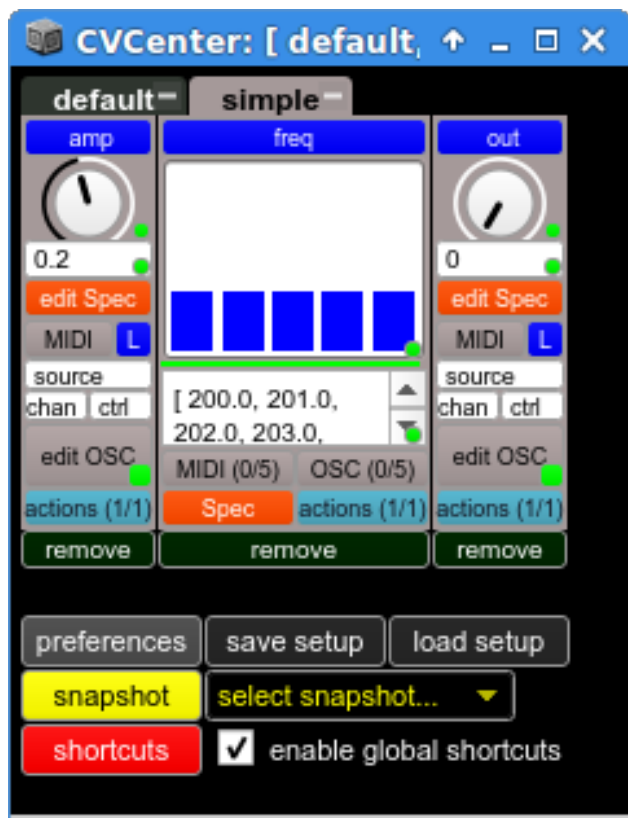 CVCenter: [ default,
default simple
amp freq out
0.2 0
edit Spec edit Spec
MIDI L MIDI L
source source
chan ctrl [ 200.0, 201.0, chan ctrl
202.0, 203.0,
edit OSC MIDI (0/5) OSC (0/5) edit OSC
actions (1/1) Spec actions (1/1) actions (1/1)
remove remove remove
preferences save setup load setup
snapshot select snapshot...
shortcuts enable global shortcuts